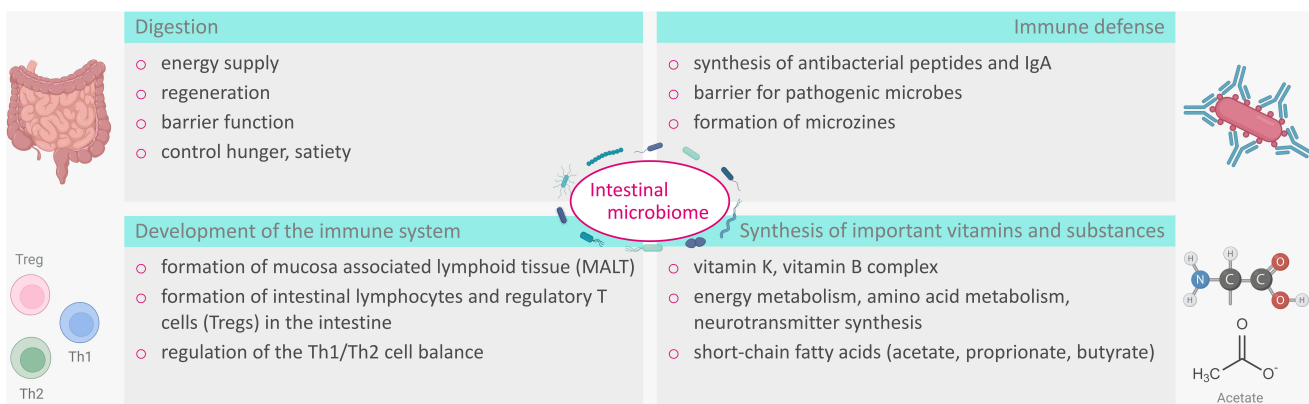 Digestion
energy supply
regeneration
barrier function
control hunger, satiety
Immune defense
synthesis of antibacterial peptides and IgA
barrier for pathogenic microbes
formation of microzines
Intestinal
microbiome
Development of the immune system
formation of mucosa associated lymphoid tissue (MALT)
formation of intestinal lymphocytes and regulatory T
cells (Tregs) in the intestine
regulation of the Th1/Th2 cell balance
Treg
Th1
Th2
Synthesis of important vitamins and substances
vitamin K, vitamin B complex
energy metabolism, amino acid metabolism,
neurotransmitter synthesis
short-chain fatty acids (acetate, proprionate, butyrate)
H
H
O
N
C
C
H
O
H
O
H₃C
O⁻
Acetate